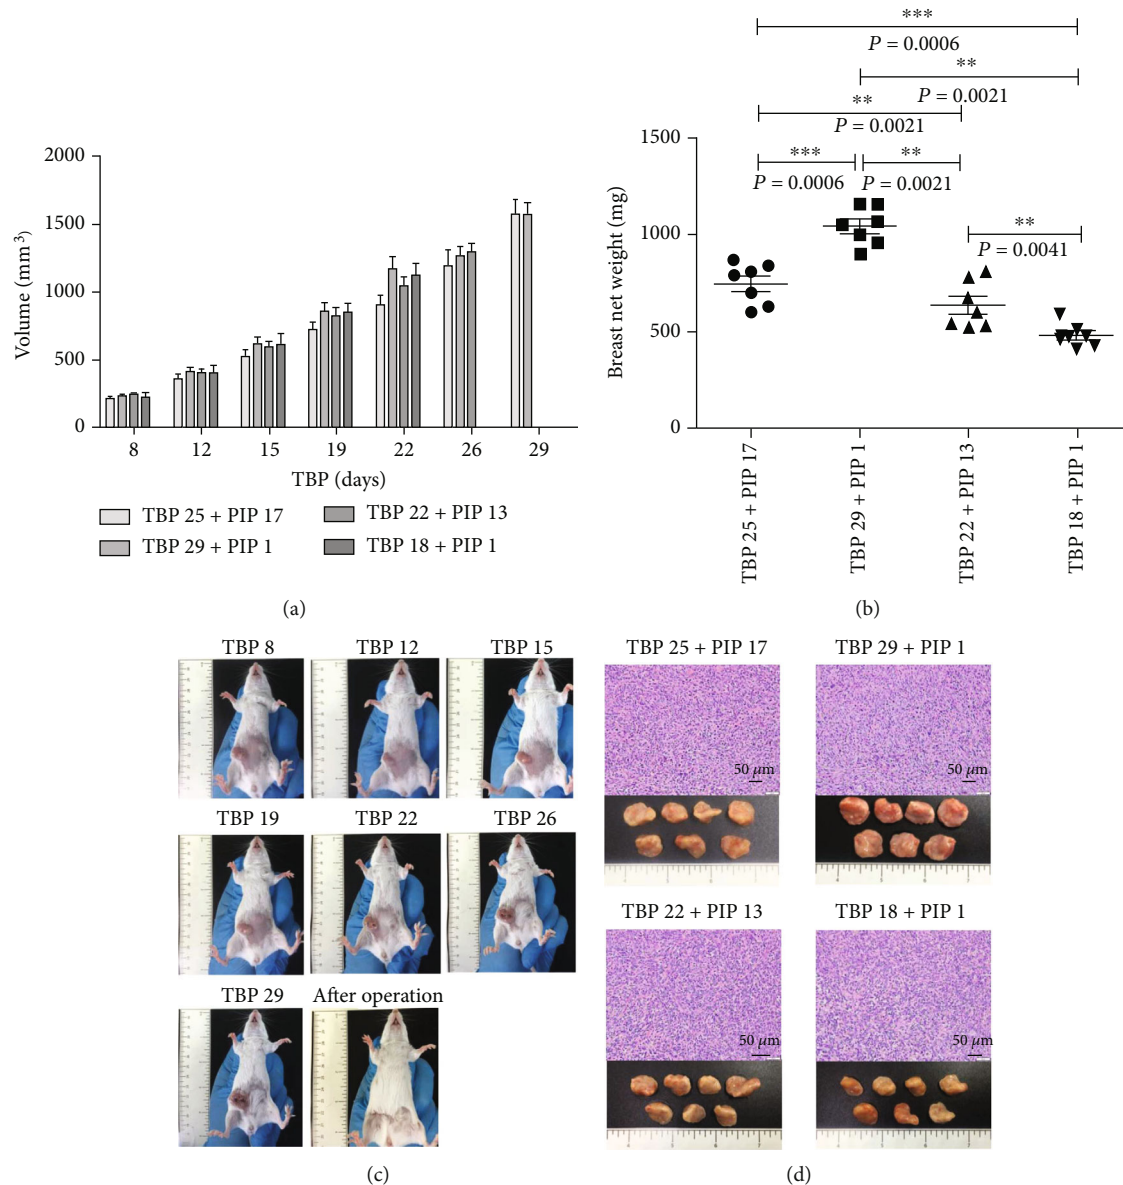 2000
1500
1000
500
0
Volume (mm³)
8 12 15 19 22 26 29
TBP (days)
TBP 25 + PIP 17
TBP 29 + PIP 1
TBP 22 + PIP 13
TBP 18 + PIP 1
(a)
***
P = 0.0006
**
P = 0.0021
**
P = 0.0021
***
P = 0.0006
**
P = 0.0021
**
P = 0.0041
1500
1000
500
0
Breast net weight (mg)
TBP 25 + PIP 17
TBP 29 + PIP 1
TBP 22 + PIP 13
TBP 18 + PIP 1
(b)
TBP 8 TBP 12 TBP 15
TBP 19 TBP 22 TBP 26
TBP 29 After operation
(c)
TBP 25 + PIP 17 TBP 29 + PIP 1
50 μm 50 μm
TBP 22 + PIP 13 TBP 18 + PIP 1
50 μm 50 μm
(d)